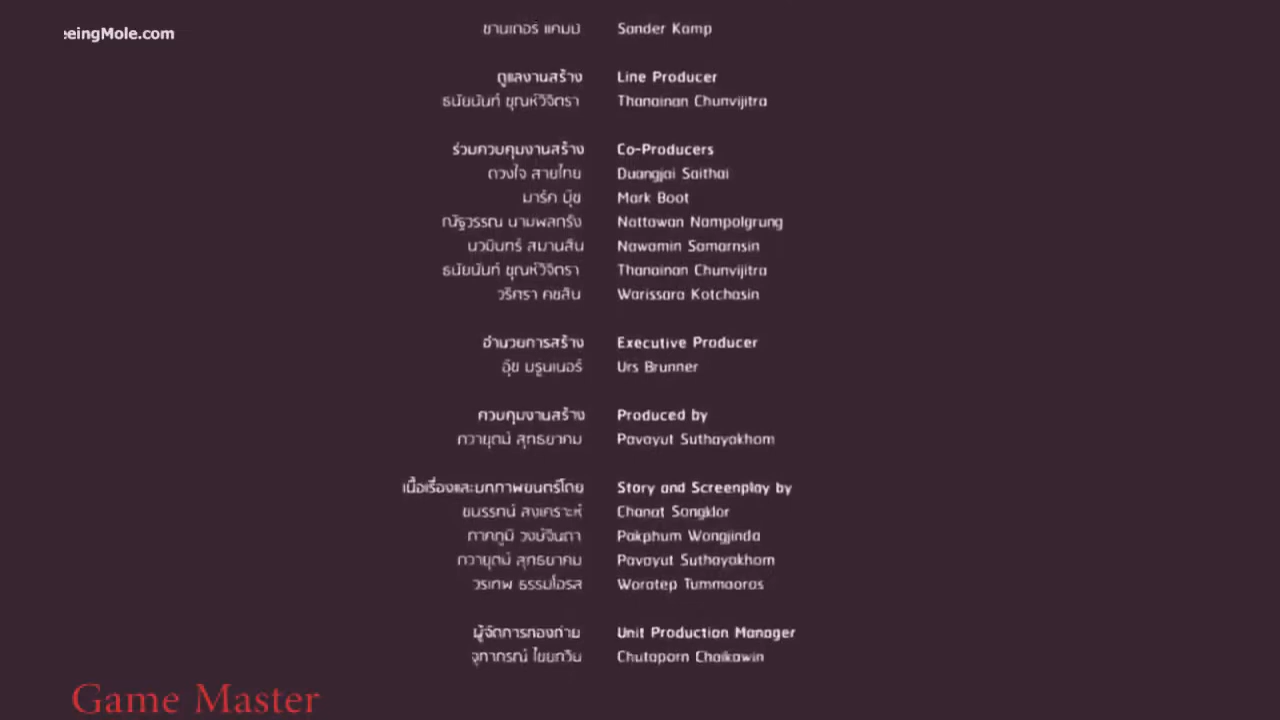 eeingMole.com
ซานเดอร์ แคมป์ Sander Kamp
ดูแลงานสร้าง Line Producer
ธนัยนันท์ ชุณห์วิจิตรา Thanainan Chunvijitra
ร่วมควบคุมงานสร้าง Co-Producers
ดวงใจ สายไทย Duangjai Saithai
มาร์ค บู๊ช Mark Boot
ณัฐวรรณ นามพลกรัง Nattawan Nampolgrung
นวมินทร์ สมานสิน Nawamin Samarnsin
ธนัยนันท์ ชุณห์วิจิตรา Thanainan Chunvijitra
วริศรา คชสิน Warissara Kotchasin
อำนวยการสร้าง Executive Producer
อุ๊ย บรูนเนอร์ Urs Brunner
ควบคุมงานสร้าง Produced by
ภวายุตม์ สุทธยาคม Pavayut Suthayakhom
เนื้อเรื่องและบทภาพยนตร์โดย Story and Screenplay by
ชนรรทน์ สงเคราะห์ Chanat Songklor
ภาคภูมิ วงษ์จินดา Pakphum Wongjinda
ภวายุตม์ สุทธยาคม Pavayut Suthayakhom
วรเทพ ธรรมโอรส Woratep Tummaoros
ผู้จัดการกองถ่าย Unit Production Manager
จุฑาภรณ์ ไชยกวิน Chutaporn Chaikawin
Game Master